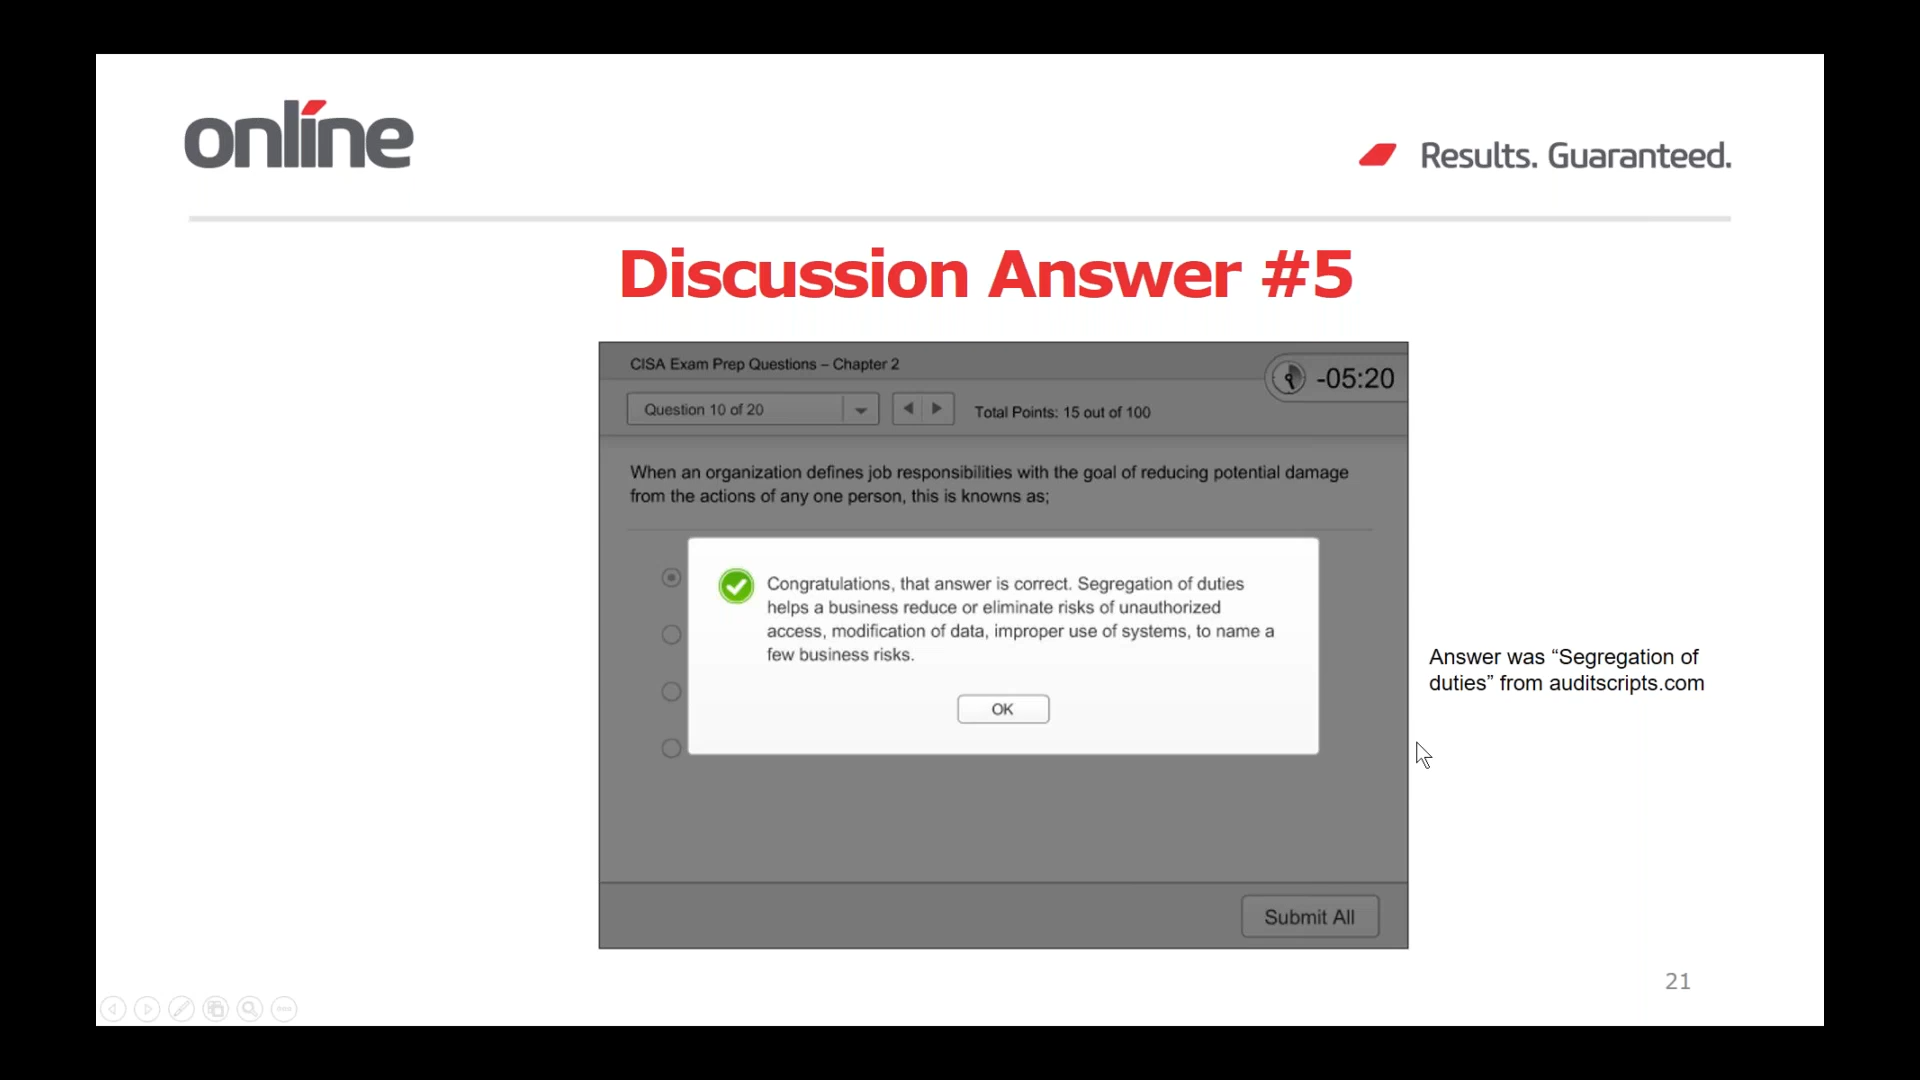 online
Results. Guaranteed.
Discussion Answer #5
CISA Exam Prep Questions – Chapter 2
-05:20
Question 10 of 20
Total Points: 15 out of 100
When an organization defines job responsibilities with the goal of reducing potential damage
from the actions of any one person, this is knowns as;
Congratulations, that answer is correct. Segregation of duties
helps a business reduce or eliminate risks of unauthorized
access, modification of data, improper use of systems, to name a
few business risks.
OK
Answer was “Segregation of
duties” from auditscripts.com
Submit All
21